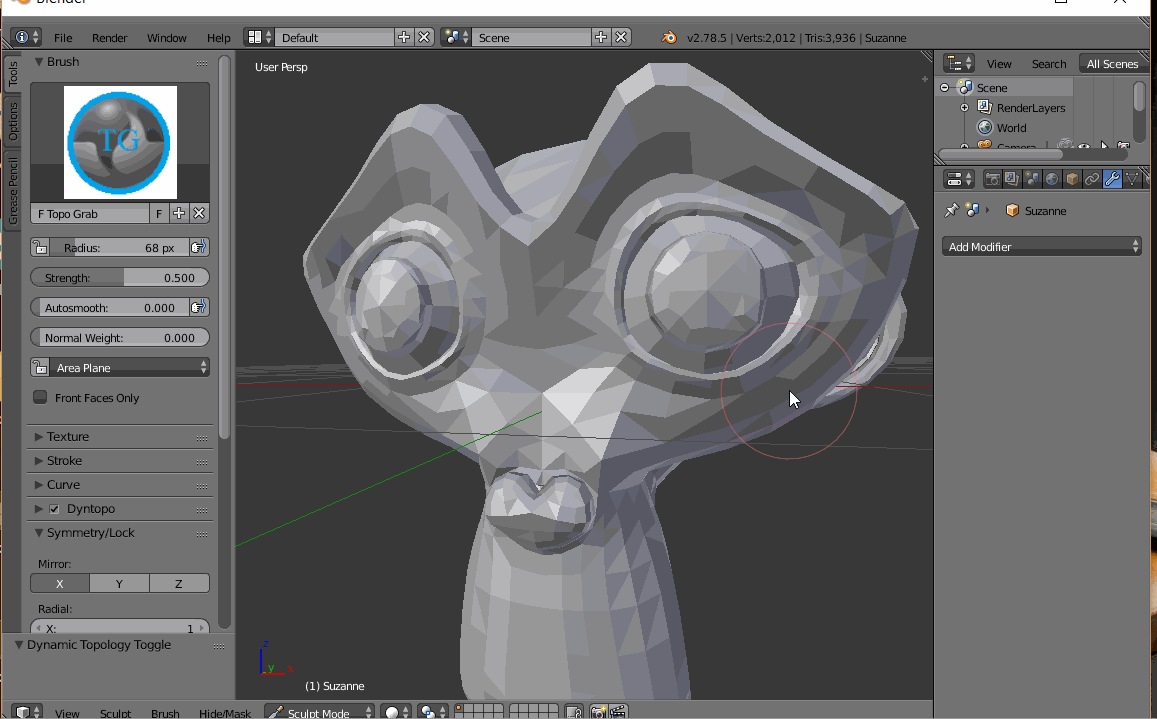 Blender
File Render Window Help Default Scene v2.78.5 | Verts:2,012 | Tris:3,936 | Suzanne
Tools
Options
Grease Pencil
Brush
TG
F Topo Grab F
Radius: 68 px
Strength: 0.500
Autosmooth: 0.000
Normal Weight: 0.000
Area Plane
Front Faces Only
Texture
Stroke
Curve
Dyntopo
Symmetry/Lock
Mirror:
X Y Z
Radial:
X: 1
Dynamic Topology Toggle
User Persp
z
y x
(1) Suzanne
View Sculpt Brush Hide/Mask Sculpt Mode
View Search All Scenes
Scene
RenderLayers
World
Camera
Suzanne
Add Modifier